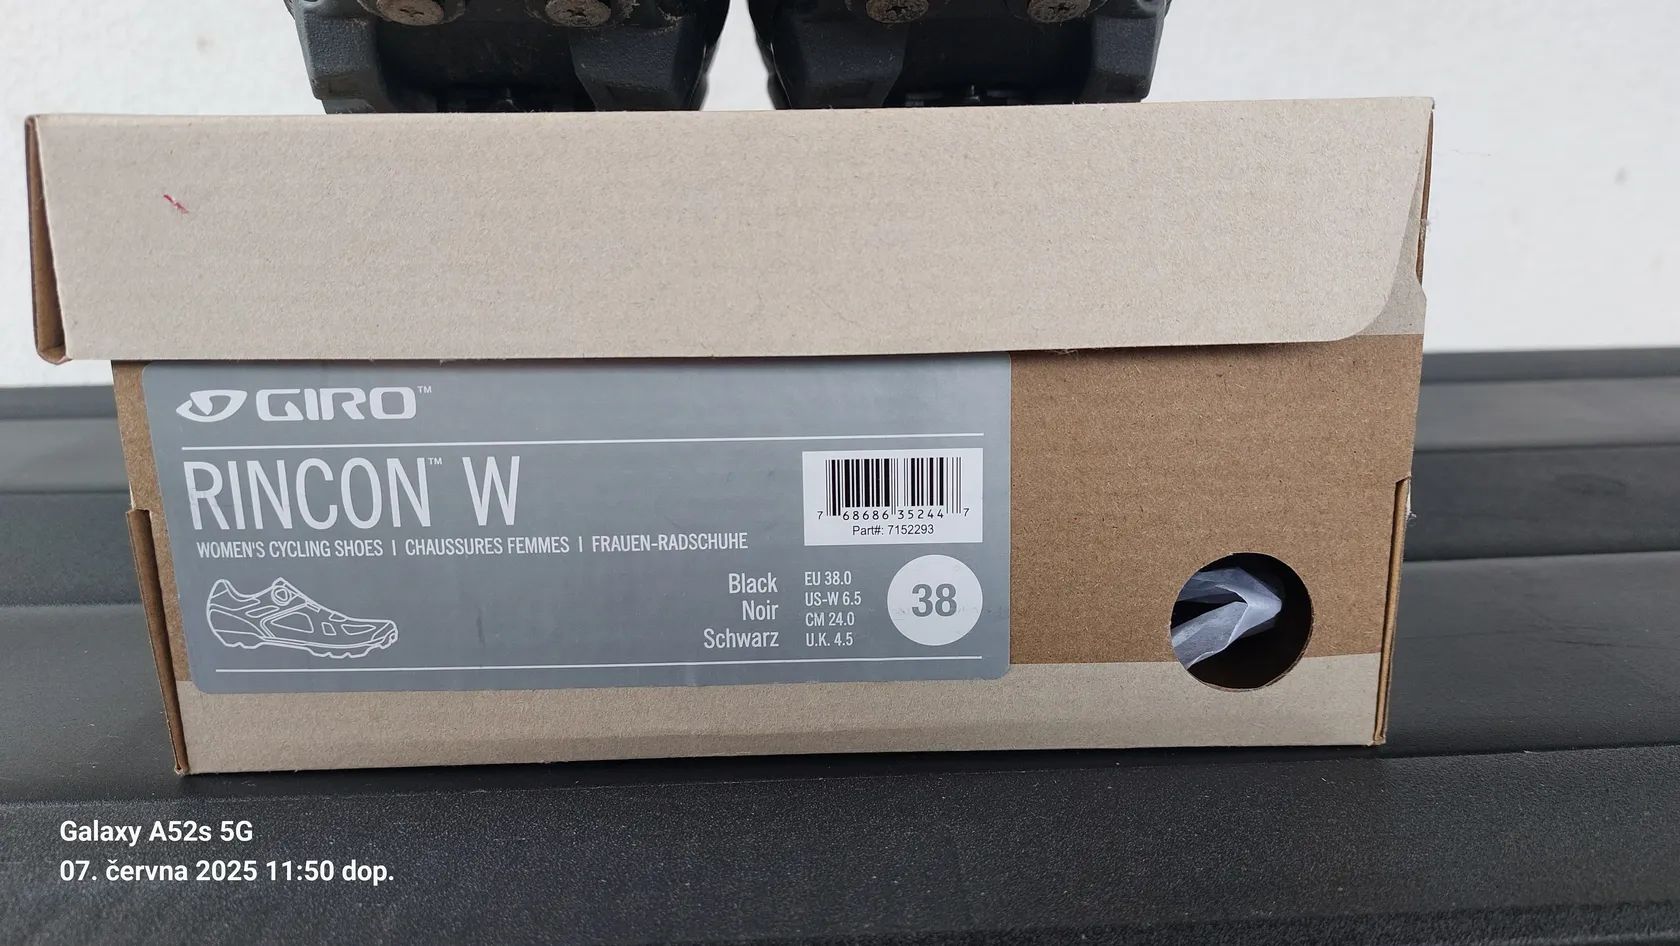 GIRO™
RINCON™ W
WOMEN'S CYCLING SHOES | CHAUSSURES FEMMES | FRAUEN-RADSCHUHE
7 68686 35244 7
Part#: 7152293
Black
Noir
Schwarz
EU 38.0
US-W 6.5
CM 24.0
U.K. 4.5
38
Galaxy A52s 5G
07. června 2025 11:50 dop.